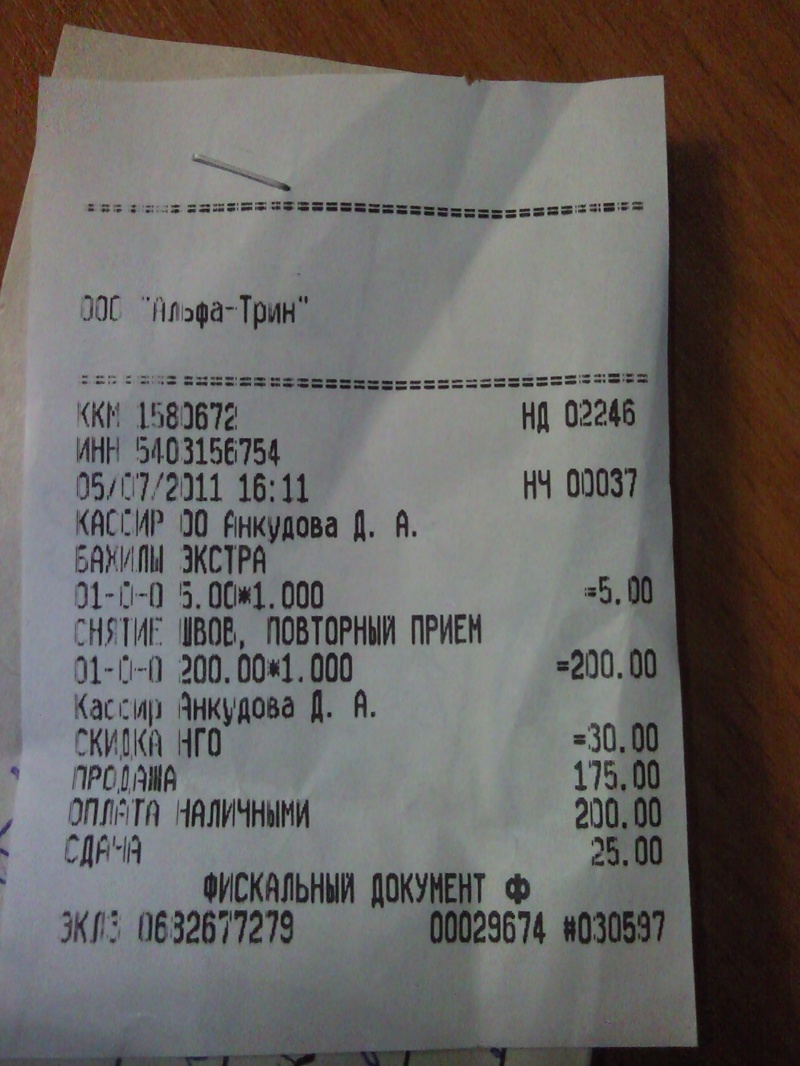 ООО "Альфа-Трин"
ККМ 1580672 НД 02246
ИНН 5403156754
05/07/2011 16:11 НЧ 00037
КАССИР 00 Анкудова Д. А.
БАХИЛЫ ЭКСТРА
01-0-0 5.00*1.000 =5.00
СНЯТИЕ ШВОВ, ПОВТОРНЫЙ ПРИЕМ
01-0-0 200.00*1.000 =200.00
Кассир Анкудова Д. А.
СКИДКА НГО =30.00
ПРОДАЖА 175.00
ОПЛАТА НАЛИЧНЫМИ 200.00
СДАЧА 25.00
ФИСКАЛЬНЫЙ ДОКУМЕНТ Ф
ЭКЛЗ 0682677279 00029674 #030597